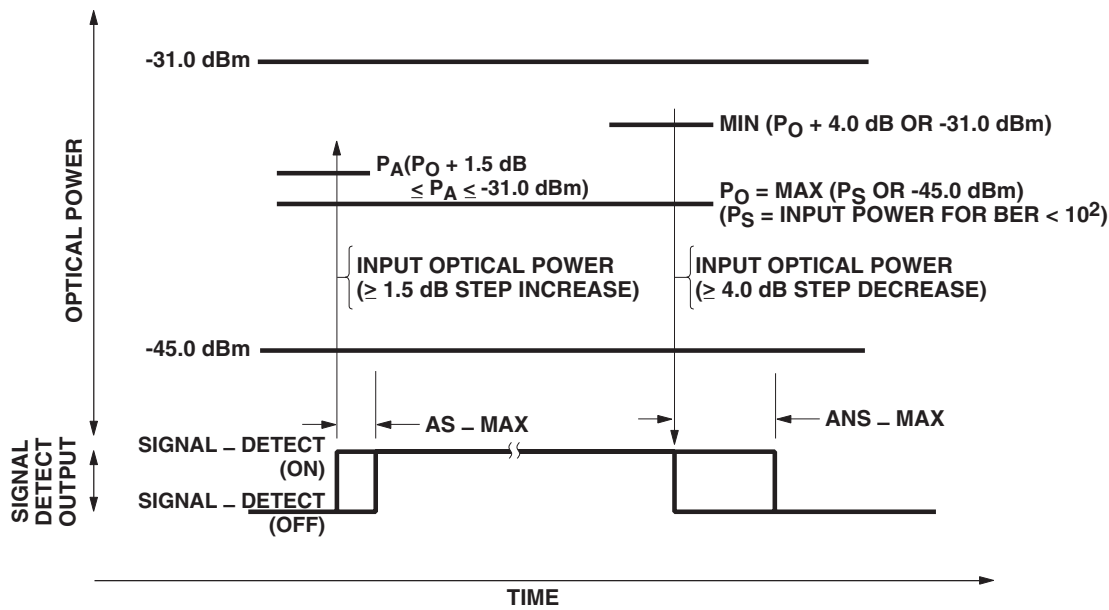 -31.0 dBm
MIN (PO + 4.0 dB OR -31.0 dBm)
PA(PO + 1.5 dB
≤ PA ≤ -31.0 dBm)
PO = MAX (PS OR -45.0 dBm)
(PS = INPUT POWER FOR BER < 10²)
INPUT OPTICAL POWER
(≥ 1.5 dB STEP INCREASE)
INPUT OPTICAL POWER
(≥ 4.0 dB STEP DECREASE)
OPTICAL POWER
-45.0 dBm
AS – MAX
ANS – MAX
SIGNAL – DETECT
(ON)
SIGNAL – DETECT
(OFF)
SIGNAL
DETECT
OUTPUT
TIME